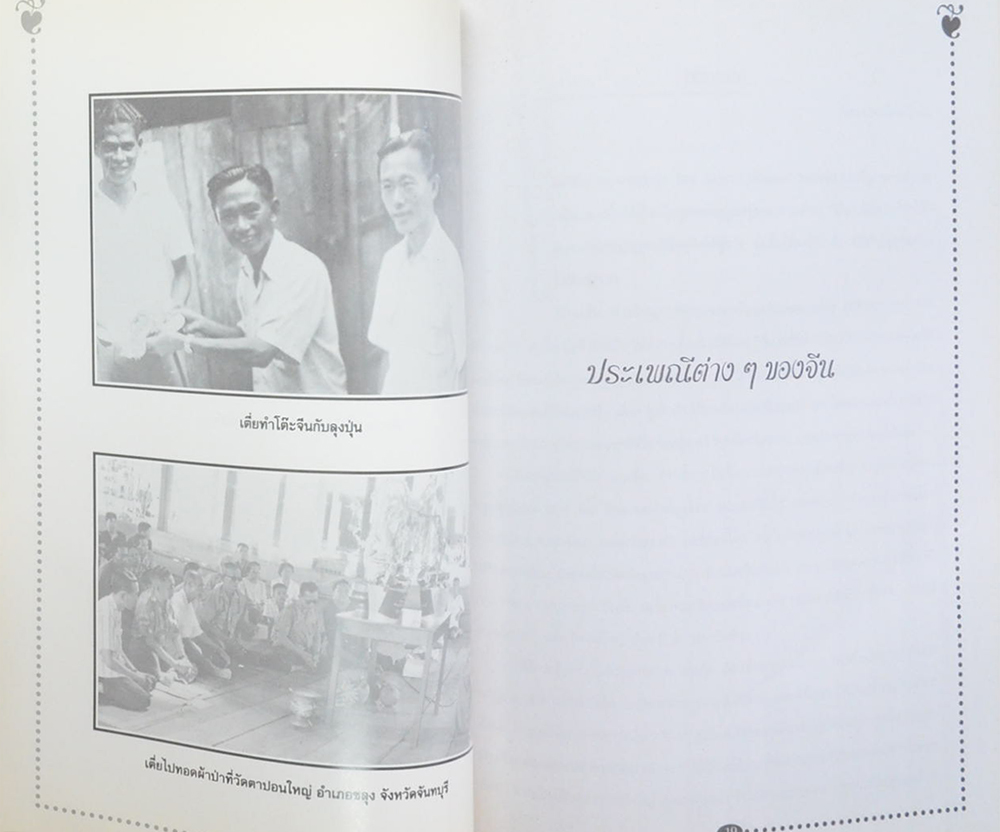 เตี่ยทำโต๊ะจีนกับลุงปุ่น
เตี่ยไปทอดผ้าป่าที่วัดตาปอนใหญ่ อำเภอขลุง จังหวัดจันทบุรี
ประเพณีต่าง ๆ ของจีน